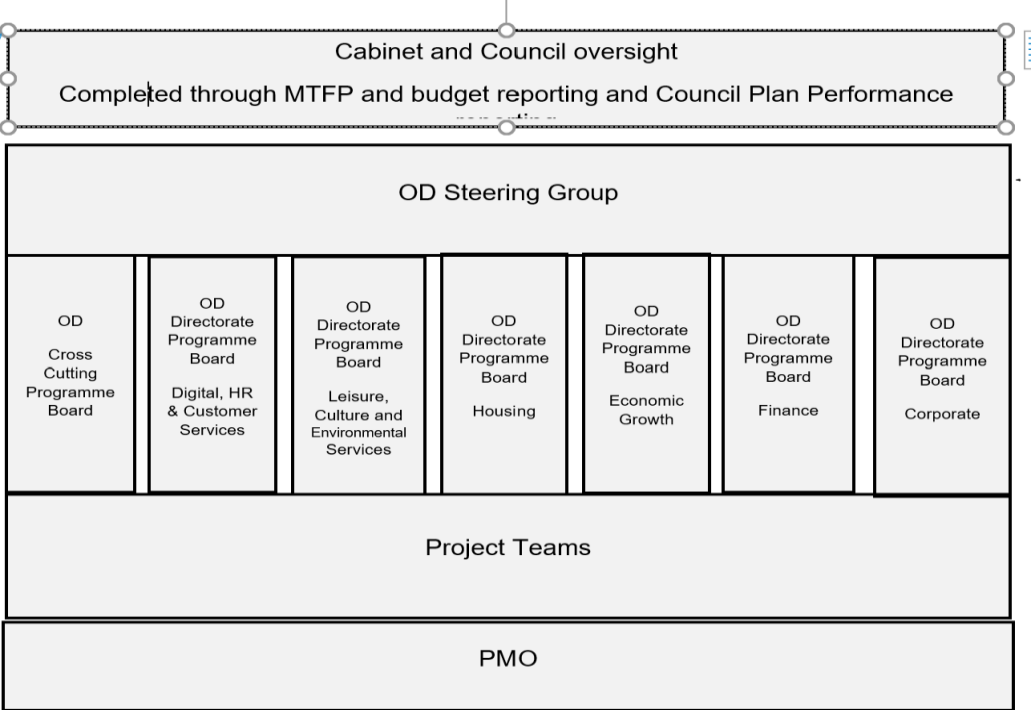 Cabinet and Council oversight
Completed through MTFP and budget reporting and Council Plan Performance
OD Steering Group
OD
Cross
Cutting
Programme
Board
OD
Directorate
Programme
Board
Digital, HR
& Customer
Services
OD
Directorate
Programme
Board
Leisure,
Culture and
Environmental
Services
OD
Directorate
Programme
Board
Housing
OD
Directorate
Programme
Board
Economic
Growth
OD
Directorate
Programme
Board
Finance
OD
Directorate
Programme
Board
Corporate
Project Teams
PMO